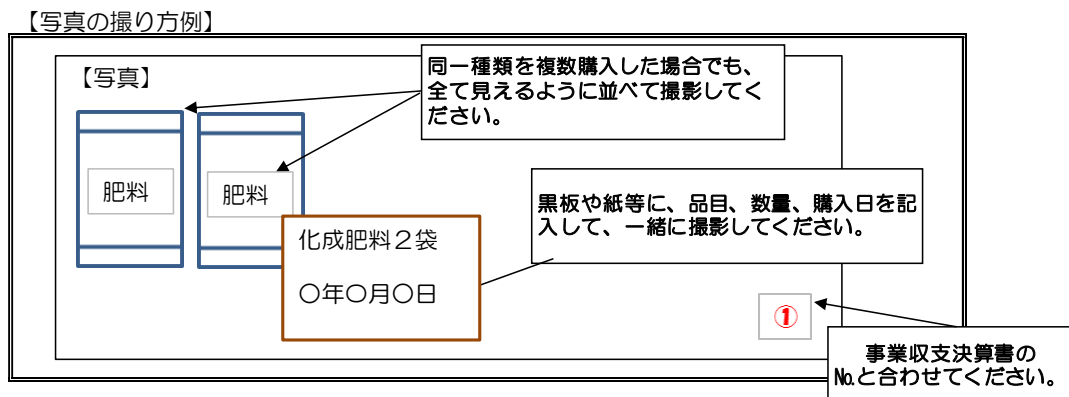 【写真の撮り方例】
【写真】
同一種類を複数購入した場合でも、
全て見えるように並べて撮影してく
ださい。
肥料
肥料
黒板や紙等に、品目、数量、購入日を記
入して、一緒に撮影してください。
化成肥料２袋
〇年〇月〇日
①
事業収支決算書の
№と合わせてください。